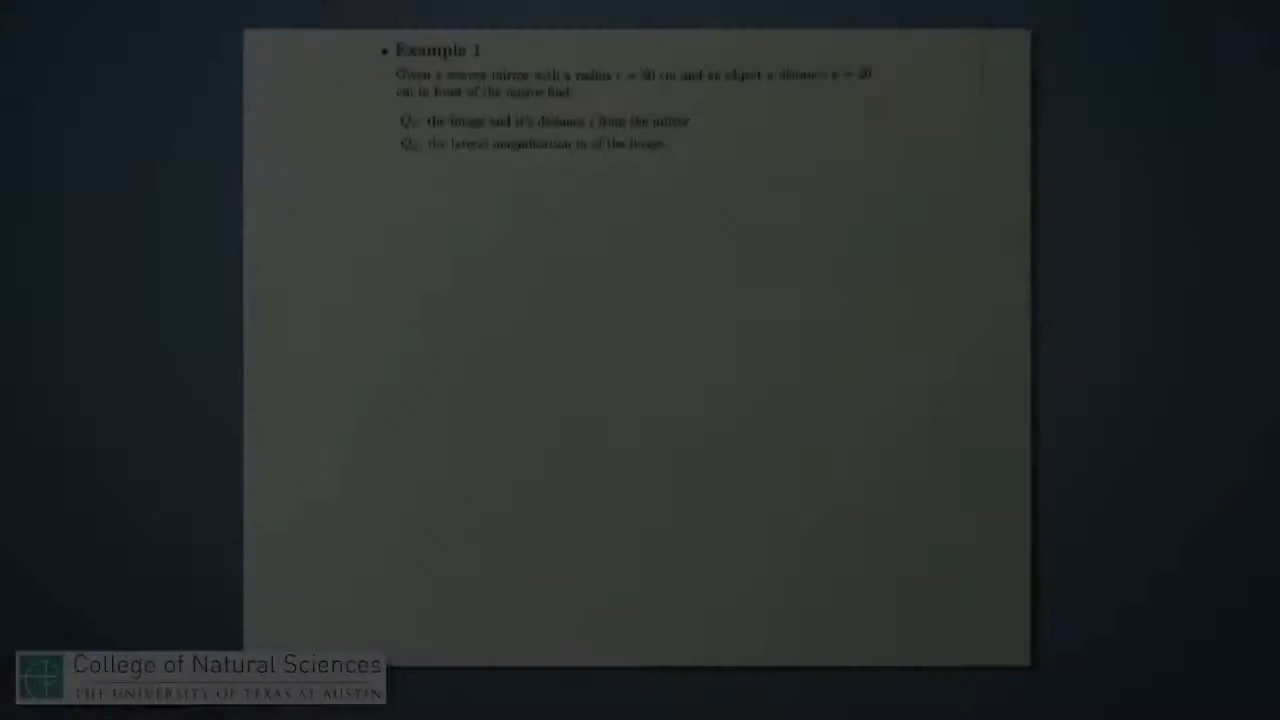 • Example 1
Given a convex mirror with a radius r = 30 cm and an object a distance o = 20
cm in front of the mirror find:
Q₁: the image and it's distance i from the mirror.
Q₂: the lateral magnification m of the image.
College of Natural Sciences
THE UNIVERSITY OF TEXAS AT AUSTIN